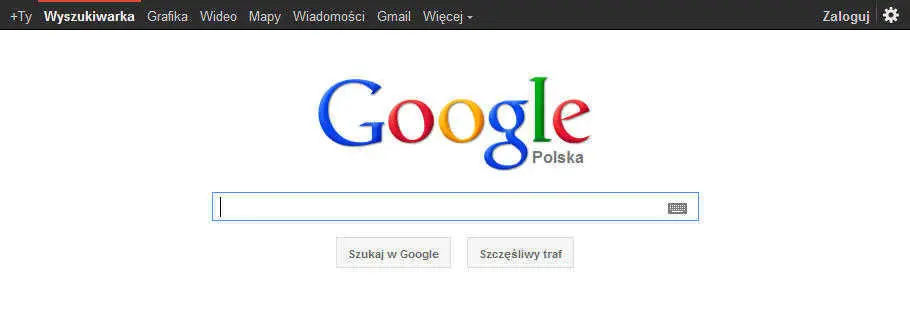 +Ty Wyszukiwarka Grafika Wideo Mapy Wiadomości Gmail Więcej Zaloguj
Google
Polska
Szukaj w Google Szczęśliwy traf